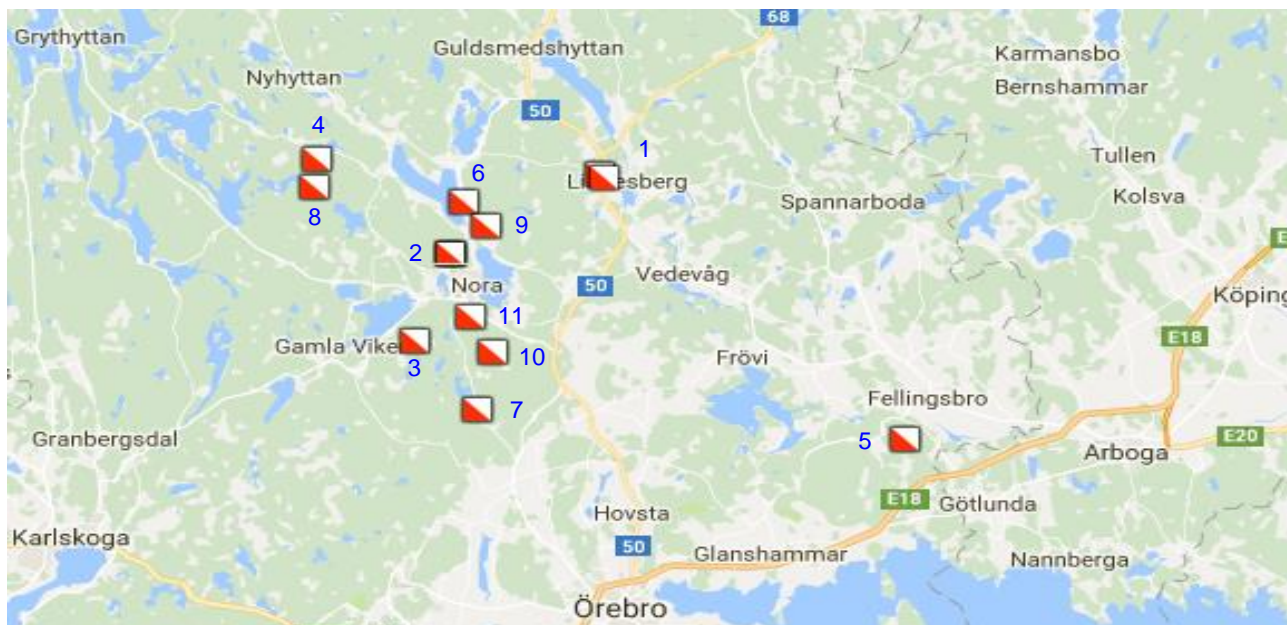 68
Grythyttan
Guldsmedshyttan
Karmansbo
Nyhyttan
Bernshammar
50
4
1
Tullen
Kolsva
6
Spannarboda
8
9
2
Vedevåg
Nora
50
Köping
11
E18
Gamla Vike
3
10
Frövi
Fellingsbro
7
Granbergsdal
5
E20
Arboga
E18
Götlunda
Hovsta
Karlskoga
50
Glanshammar
Nannberga
Örebro